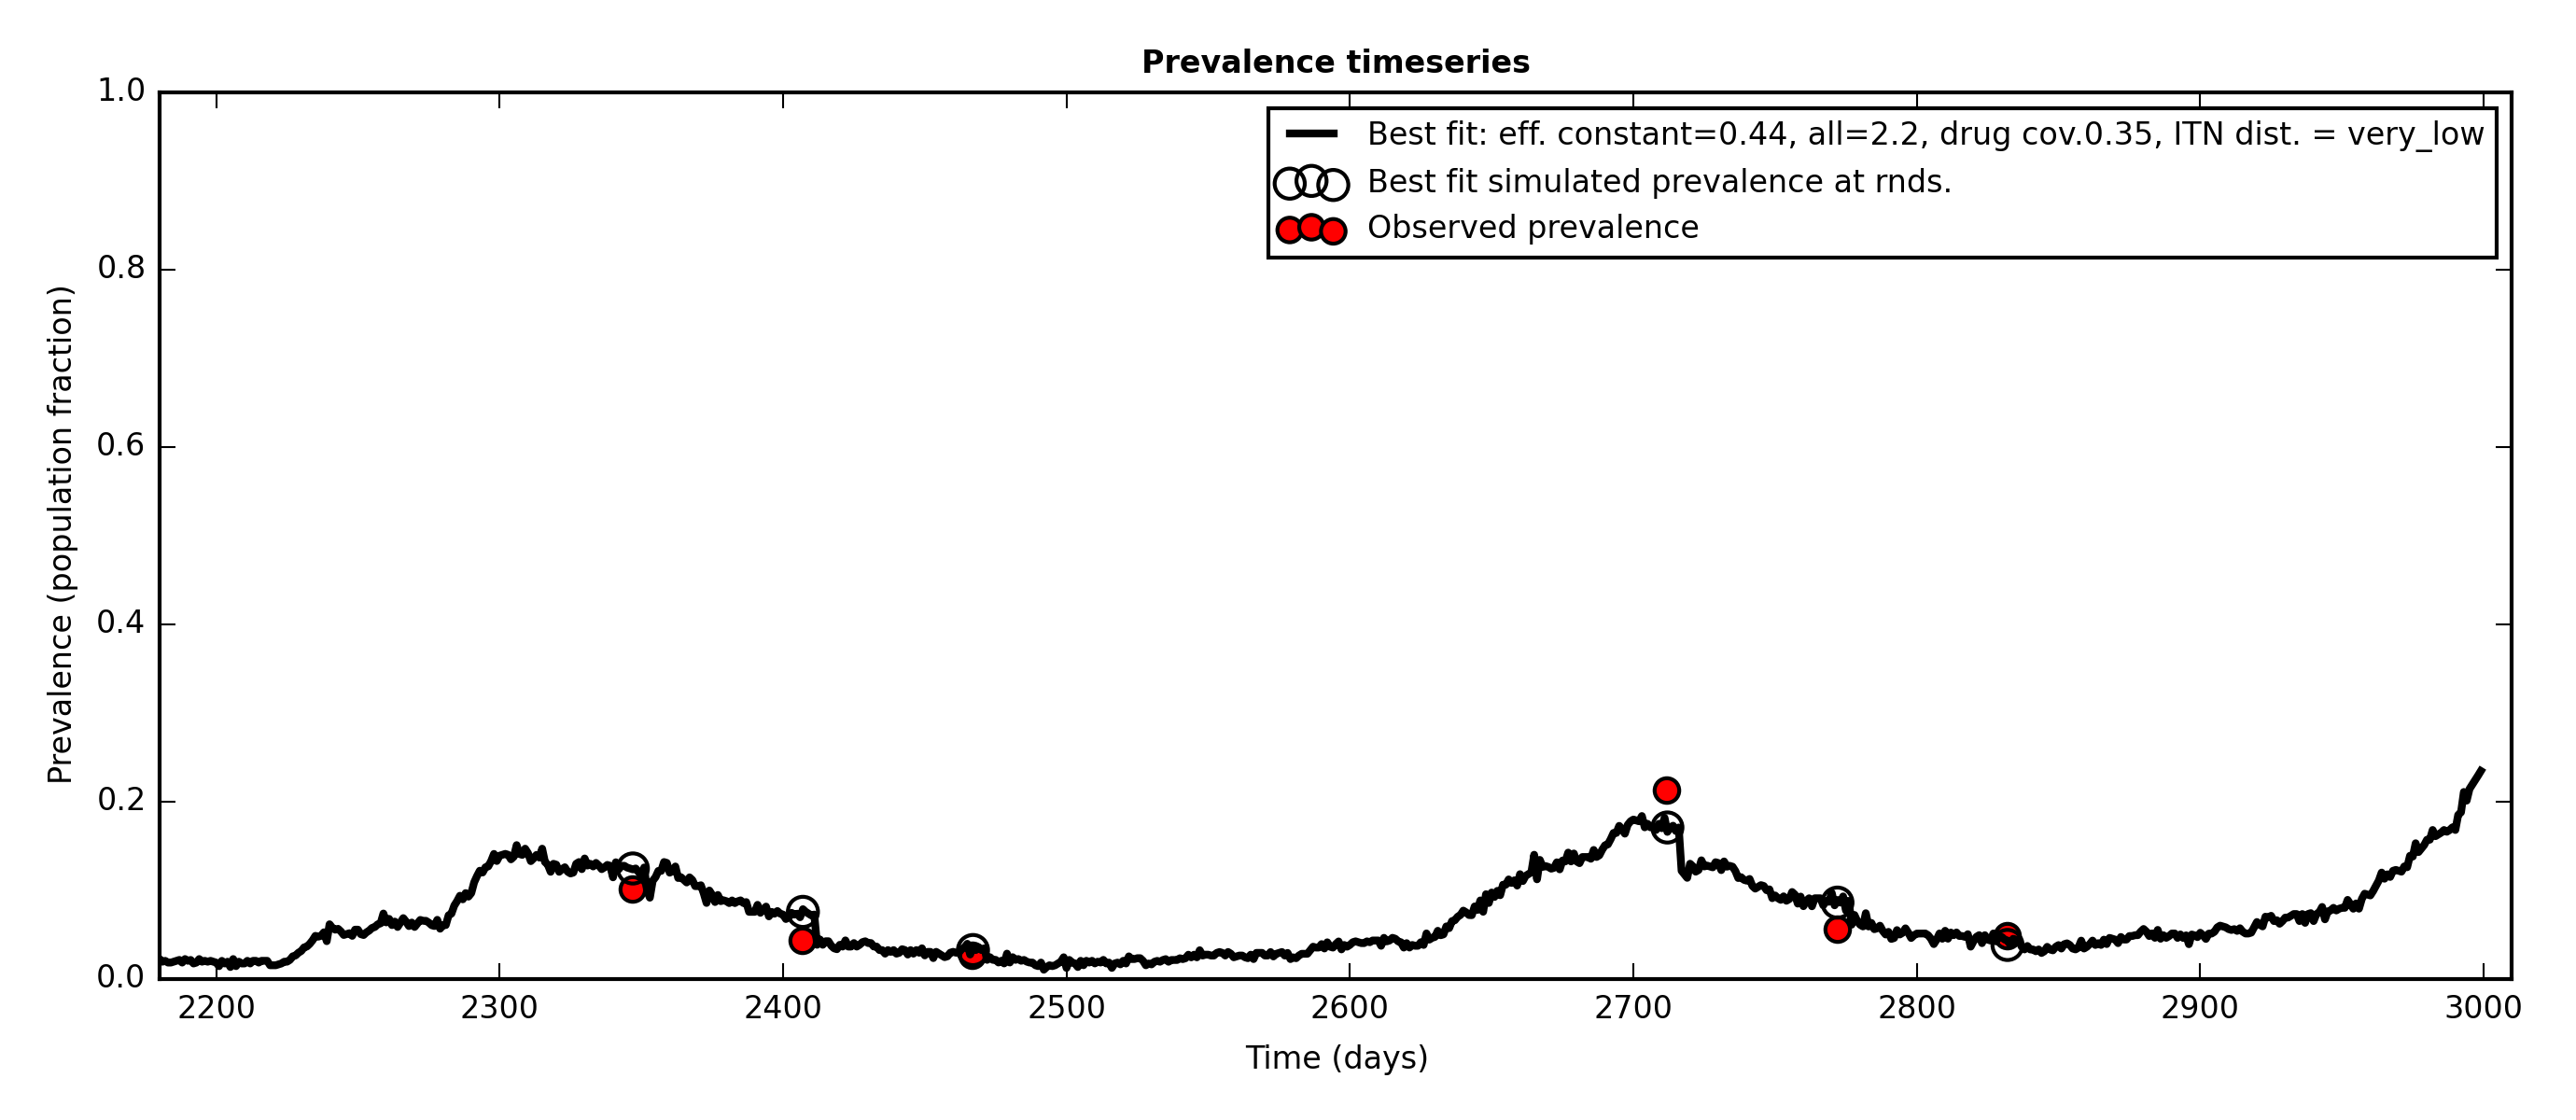 Prevalence timeseries
Best fit: eff. constant=0.44, all=2.2, drug cov.0.35, ITN dist. = very_low
Best fit simulated prevalence at rnds.
Observed prevalence
Prevalence (population fraction)
1.0
0.8
0.6
0.4
0.2
0.0
2200 2300 2400 2500 2600 2700 2800 2900 3000
Time (days)